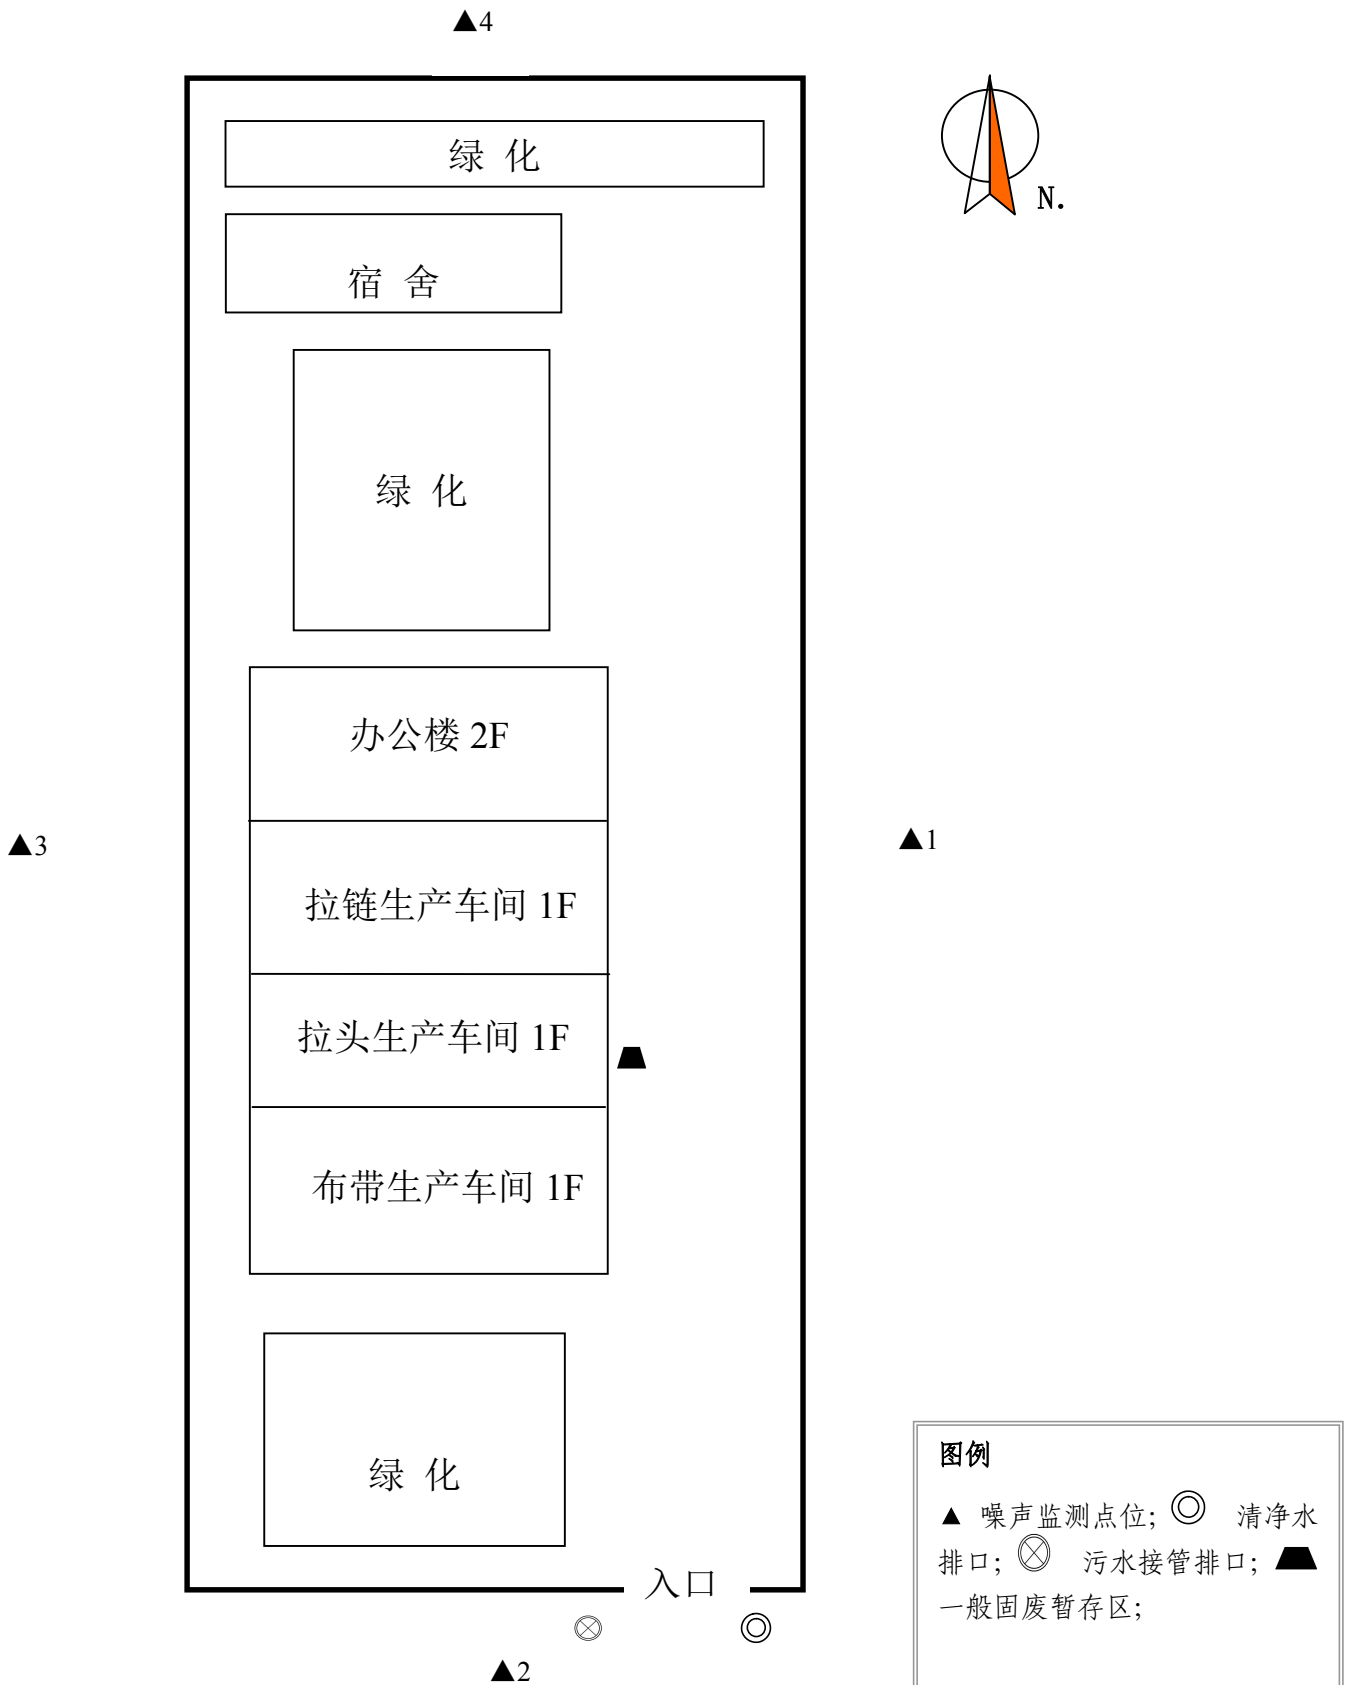 ▲4
绿 化
N.
宿 舍
绿 化
办公楼 2F
▲3
▲1
拉链生产车间 1F
拉头生产车间 1F
布带生产车间 1F
绿 化
入口
▲2
图例
▲ 噪声监测点位; ◎ 清净水
排口; ⊗ 污水接管排口;
一般固废暂存区;